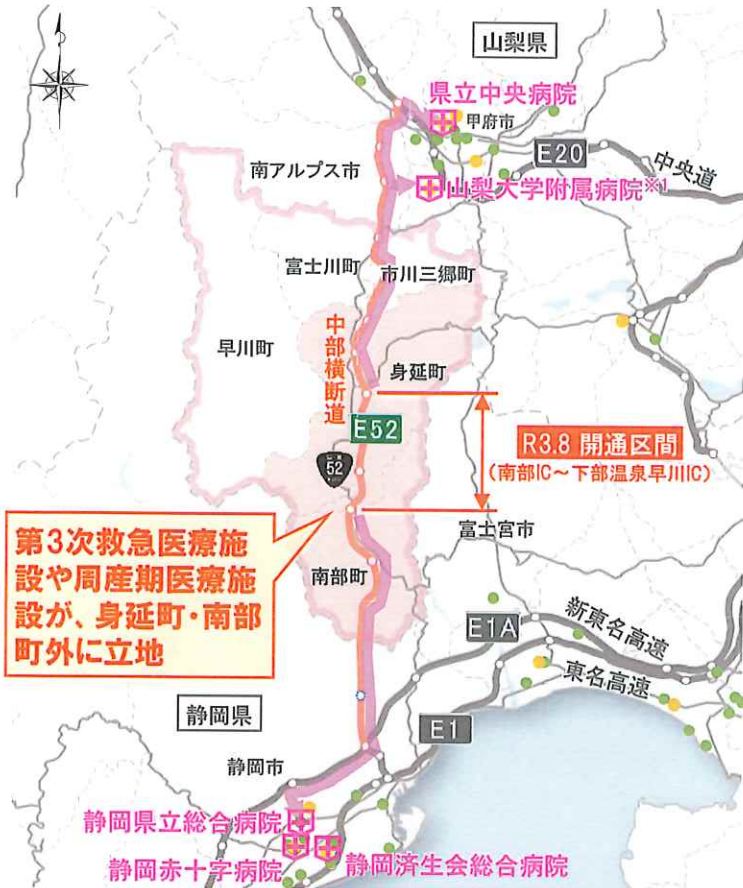 山梨県
県立中央病院
甲府市
E20
中央道
南アルプス市
山梨大学附属病院※1
富士川町
市川三郷町
早川町
中部横断道
身延町
E52
52
R3.8 開通区間
(南部IC～下部温泉早川IC)
富士宮市
第3次救急医療施
設や周産期医療施
設が、身延町・南部
町外に立地
南部町
E1A
新東名高速
東名高速
静岡県
E1
静岡市
静岡県立総合病院
静岡赤十字病院
静岡済生会総合病院